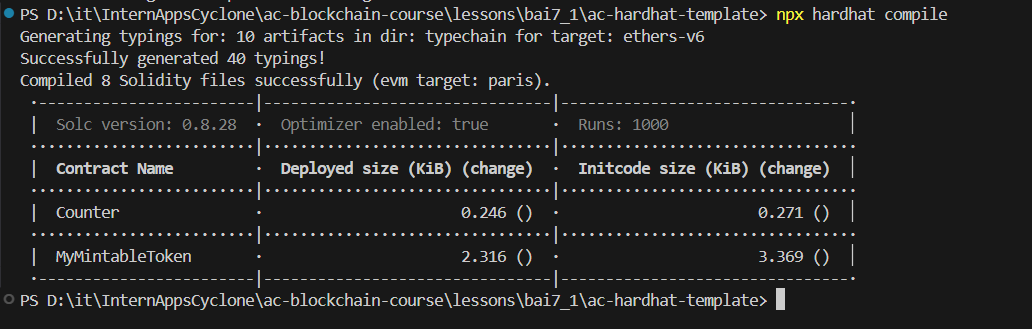 PS D:\it\InternAppsCyclone\ac-blockchain-course\lessons\bai7_1\ac-hardhat-template> npx hardhat compile
Generating typings for: 10 artifacts in dir: typechain for target: ethers-v6
Successfully generated 40 typings!
Compiled 8 Solidity files successfully (evm target: paris).
| Solc version: 0.8.28 · Optimizer enabled: true · Runs: 1000 |
| Contract Name · Deployed size (KiB) (change) · Initcode size (KiB) (change) |
| Counter · 0.246 () · 0.271 () |
| MyMintableToken · 2.316 () · 3.369 () |
PS D:\it\InternAppsCyclone\ac-blockchain-course\lessons\bai7_1\ac-hardhat-template>